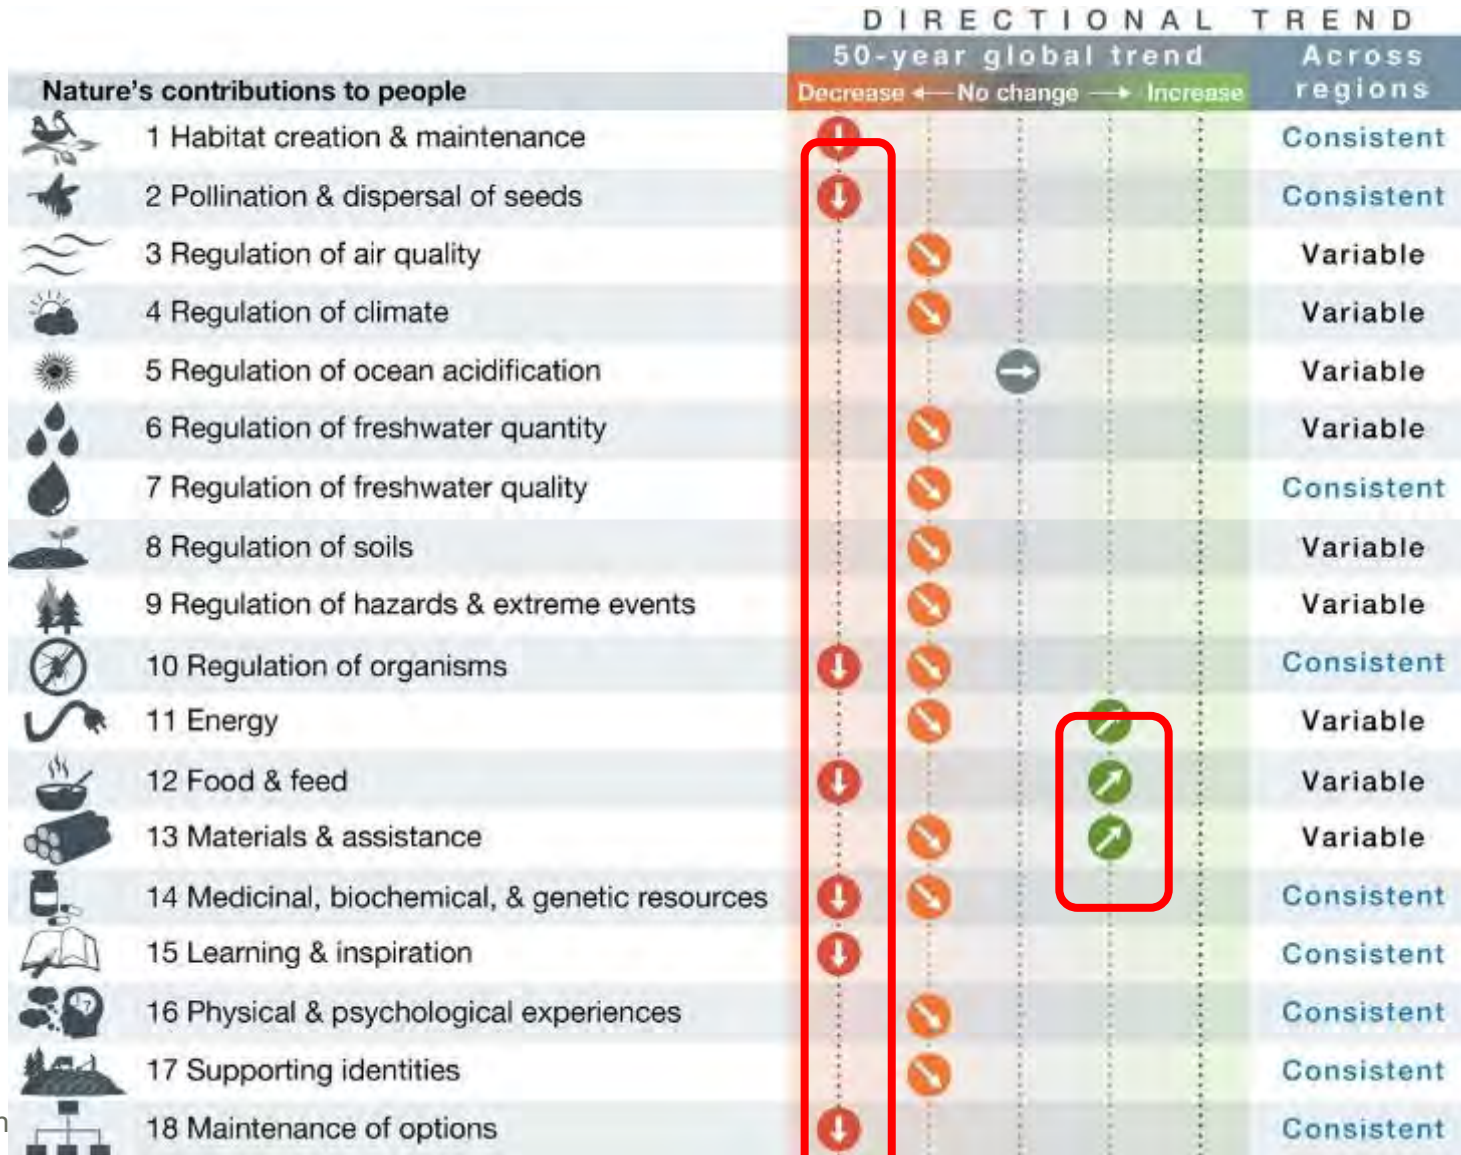 DIRECTIONAL TREND
50-year global trend Across regions
Nature's contributions to people Decrease No change Increase
1 Habitat creation & maintenance Consistent
2 Pollination & dispersal of seeds Consistent
3 Regulation of air quality Variable
4 Regulation of climate Variable
5 Regulation of ocean acidification Variable
6 Regulation of freshwater quantity Variable
7 Regulation of freshwater quality Consistent
8 Regulation of soils Variable
9 Regulation of hazards & extreme events Variable
10 Regulation of organisms Consistent
11 Energy Variable
12 Food & feed Variable
13 Materials & assistance Variable
14 Medicinal, biochemical, & genetic resources Consistent
15 Learning & inspiration Consistent
16 Physical & psychological experiences Consistent
17 Supporting identities Consistent
18 Maintenance of options Consistent